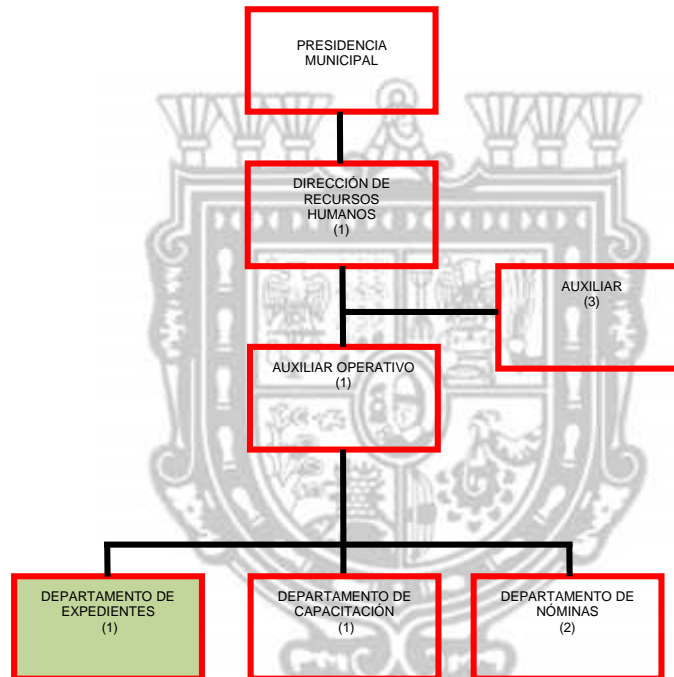 PRESIDENCIA
MUNICIPAL
DIRECCIÓN DE
RECURSOS
HUMANOS
(1)
AUXILIAR
(3)
AUXILIAR OPERATIVO
(1)
DEPARTAMENTO DE
EXPEDIENTES
(1)
DEPARTAMENTO DE
CAPACITACIÓN
(1)
DEPARTAMENTO DE
NÓMINAS
(2)